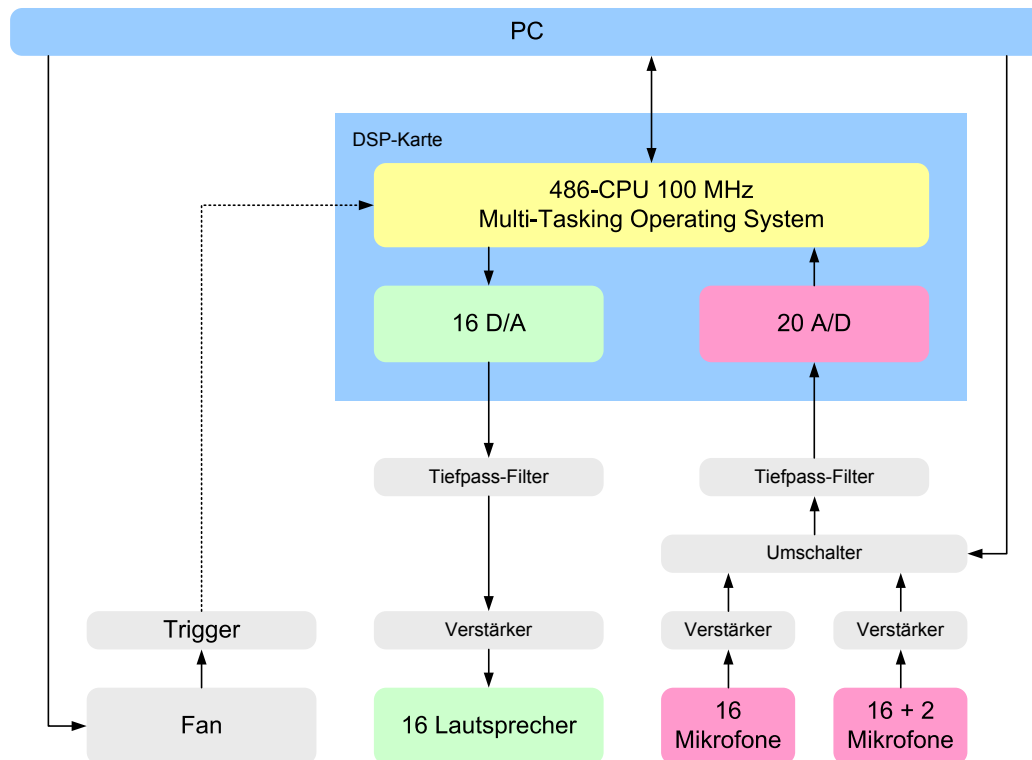 PC
DSP-Karte
486-CPU 100 MHz
Multi-Tasking Operating System
16 D/A
20 A/D
Tiefpass-Filter
Tiefpass-Filter
Umschalter
Trigger
Verstärker
Verstärker
Verstärker
Fan
16 Lautsprecher
16
Mikrofone
16 + 2
Mikrofone